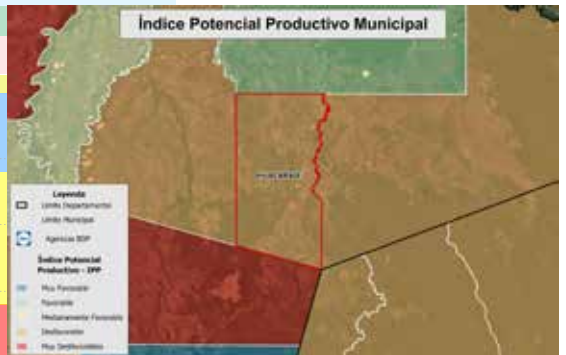 Índice Potencial Productivo Municipal
Leyenda
Límite Departamento
Límite Municipal
Agencias BDP
Índice Potencial
Productivo - IPP
Muy Favorable
Favorable
Medianamente Favorable
Desfavorable
Muy Desfavorable